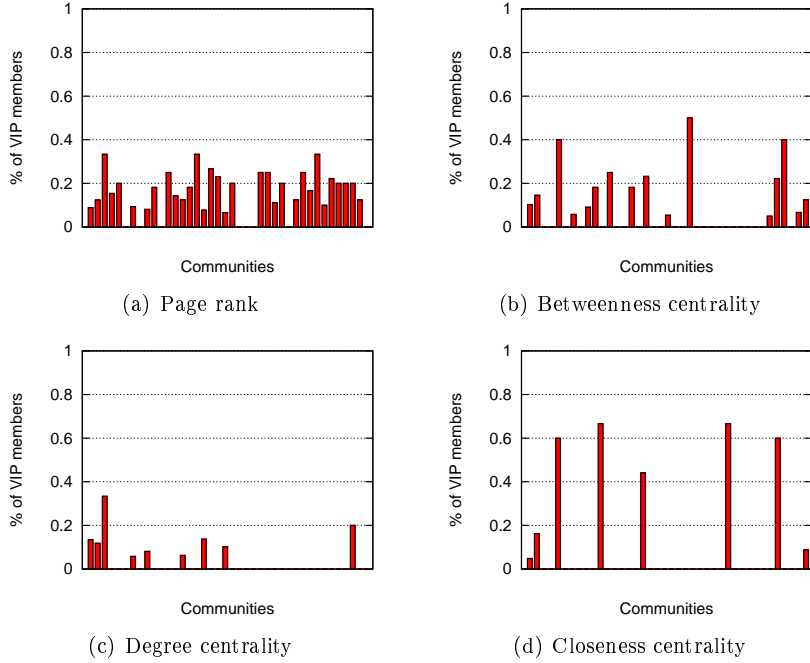 1
0.8
0.6
0.4
0.2
0
% of VIP members
Communities
(a) Page rank
1
0.8
0.6
0.4
0.2
0
% of VIP members
Communities
(b) Betweenness centrality
1
0.8
0.6
0.4
0.2
0
% of VIP members
Communities
(c) Degree centrality
1
0.8
0.6
0.4
0.2
0
% of VIP members
Communities
(d) Closeness centrality